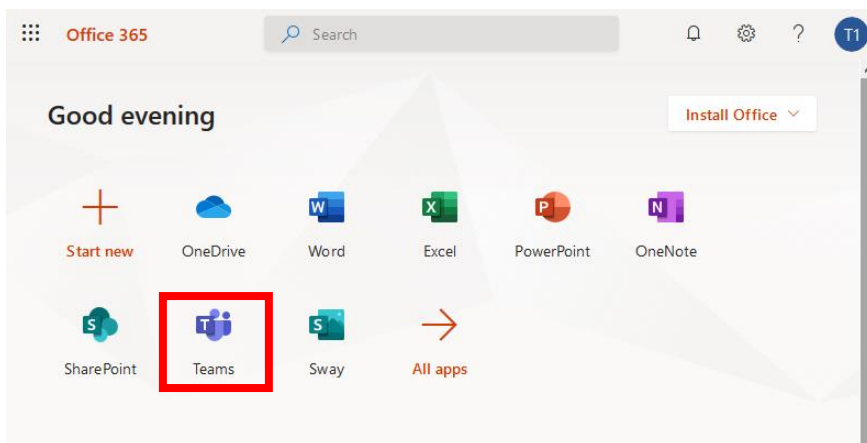 Office 365
Search
?
T1
Good evening
Install Office
Start new
OneDrive
W
Word
X
Excel
P
PowerPoint
N
OneNote
S
SharePoint
T
Teams
S
Sway
All apps